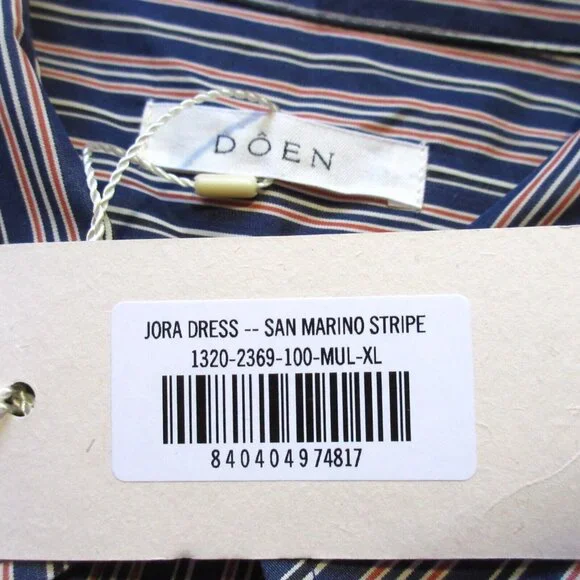 DÔEN
JORA DRESS -- SAN MARINO STRIPE
1320-2369-100-MUL-XL
840404974817